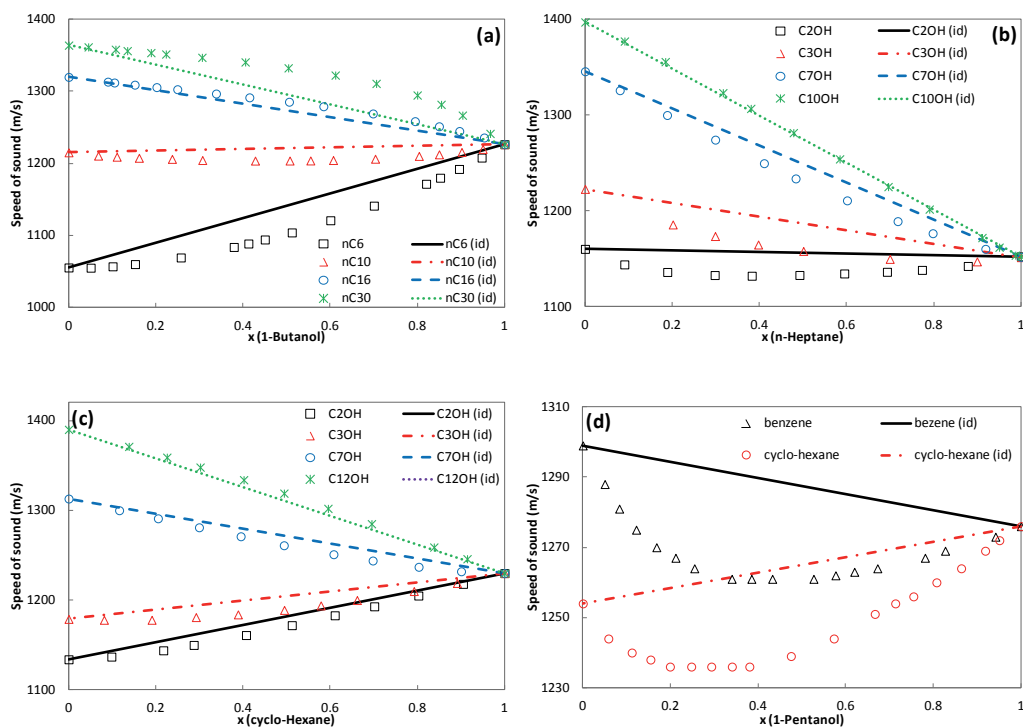 (a)
Speed of sound (m/s)
1400
1300
1200
1100
1000
nC6
nC6 (id)
nC10
nC10 (id)
nC16
nC16 (id)
nC30
nC30 (id)
0 0.2 0.4 0.6 0.8 1
x (1-Butanol)
(b)
Speed of sound (m/s)
1400
1300
1200
1100
C2OH
C2OH (id)
C3OH
C3OH (id)
C7OH
C7OH (id)
C10OH
C10OH (id)
0 0.2 0.4 0.6 0.8 1
x (n-Heptane)
(c)
Speed of sound (m/s)
1400
1300
1200
1100
C2OH
C2OH (id)
C3OH
C3OH (id)
C7OH
C7OH (id)
C12OH
C12OH (id)
0 0.2 0.4 0.6 0.8 1
x (cyclo-Hexane)
(d)
Speed of sound (m/s)
1310
1290
1270
1250
1230
benzene
bezene (id)
cyclo-hexane
cyclo-hexane (id)
0 0.2 0.4 0.6 0.8 1
x (1-Pentanol)